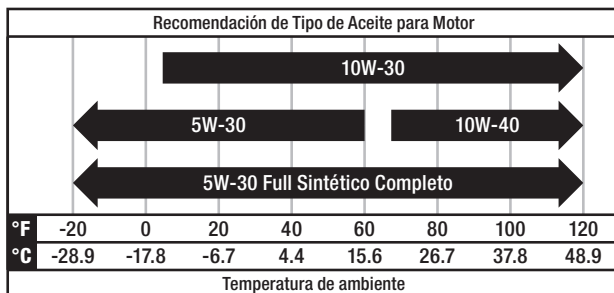 Recomendación de Tipo de Aceite para Motor
10W-30
5W-30 10W-40
5W-30 Full Sintético Completo
°F -20 0 20 40 60 80 100 120
°C -28.9 -17.8 -6.7 4.4 15.6 26.7 37.8 48.9
Temperatura de ambiente